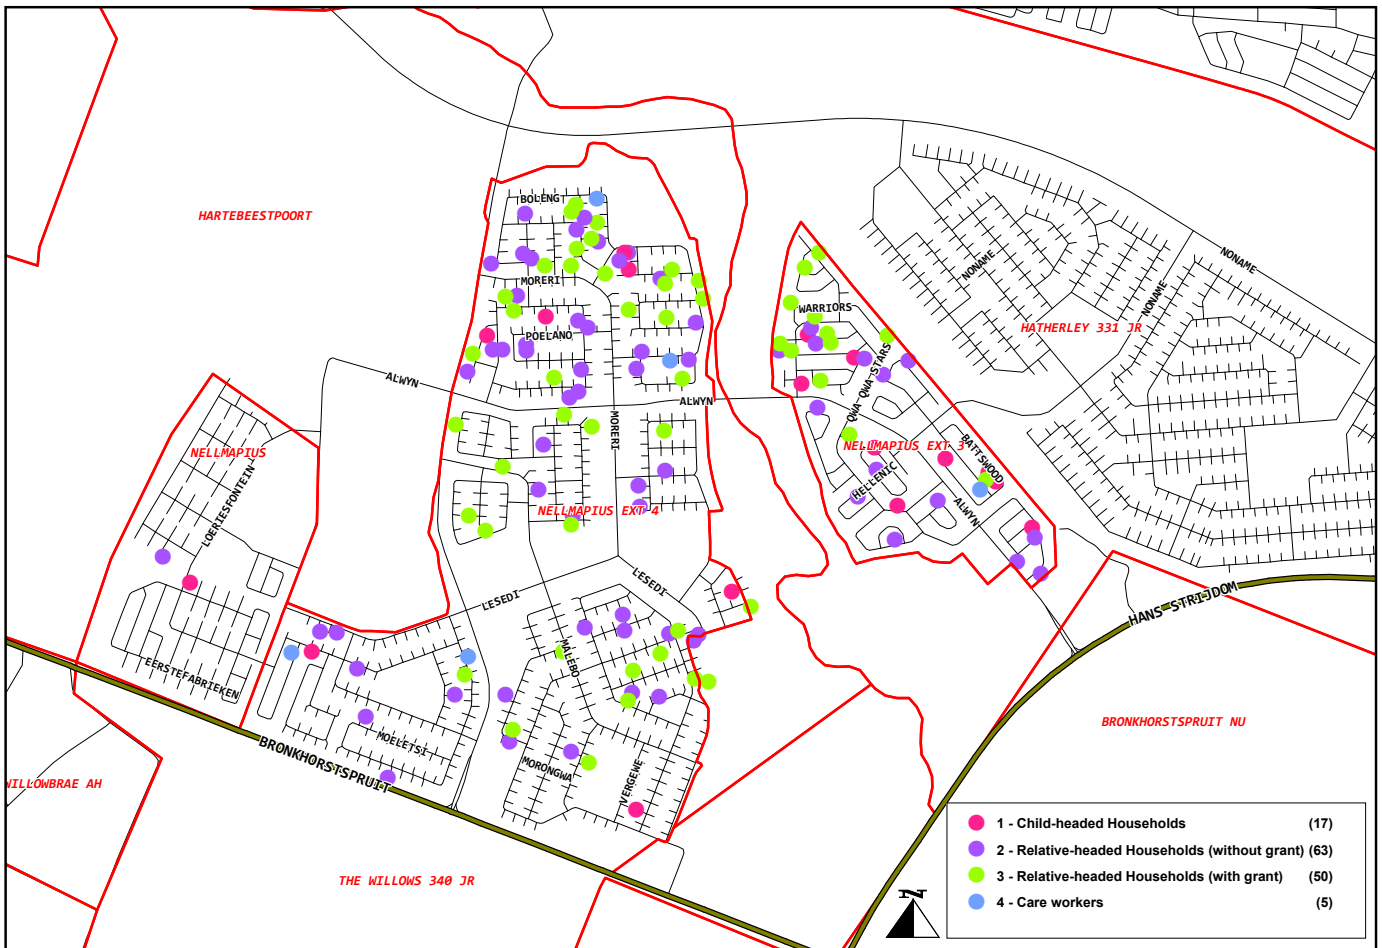 BOLENG
HARTEBEESTPOORT
NONAME
NONAME
MORERI
NONAME
WARRIORS
HATHERLEY 331 JR
POELANO
QWA QWA STARS
ALWYN
ALWYN
MORERI
NELLMAPIUS
NELLMAPIUS EXT 3
BATTSWOOD
HELLENIC
LOERIESFONTEIN
NELLMAPIUS EXT 4
ALWYN
LESEDI
LESEDI
HANS STRIJDOM
MALEBO
EERSTEFABRIEKEN
BRONKHORSTSPRUIT NU
MOELETSI
BRONKHORSTSPRUIT
MORONGWA
VERGEWE
WILLOWBRAE AH
THE WILLOWS 340 JR
1 - Child-headed Households (17)
2 - Relative-headed Households (without grant) (63)
3 - Relative-headed Households (with grant) (50)
4 - Care workers (5)
N